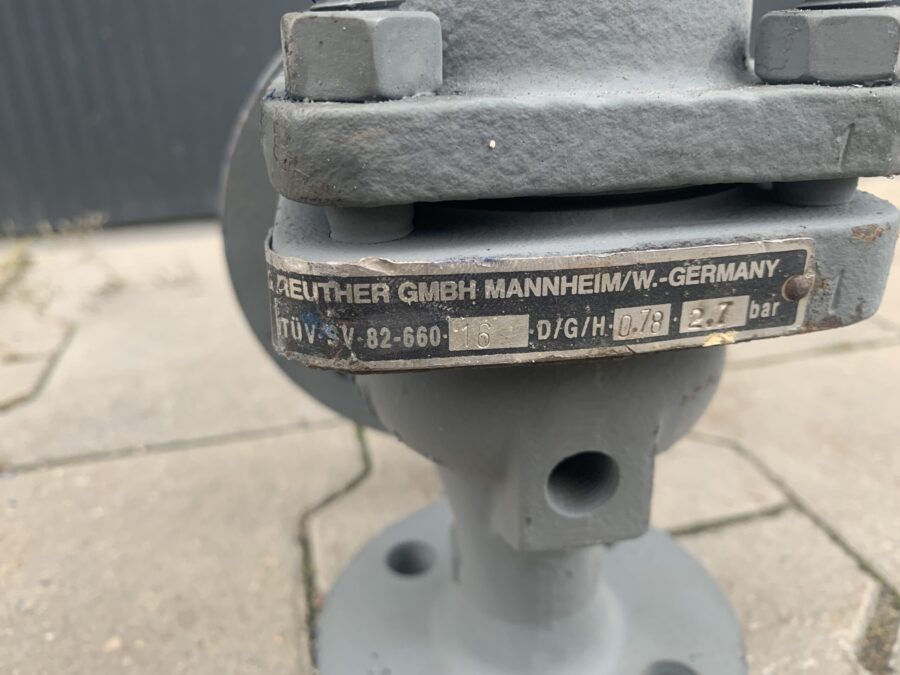 REUTHER GMBH MANNHEIM/W.-GERMANY
TÜV·SV·82-660· 16 ·D/G/H· 0.78 · 2.7 bar